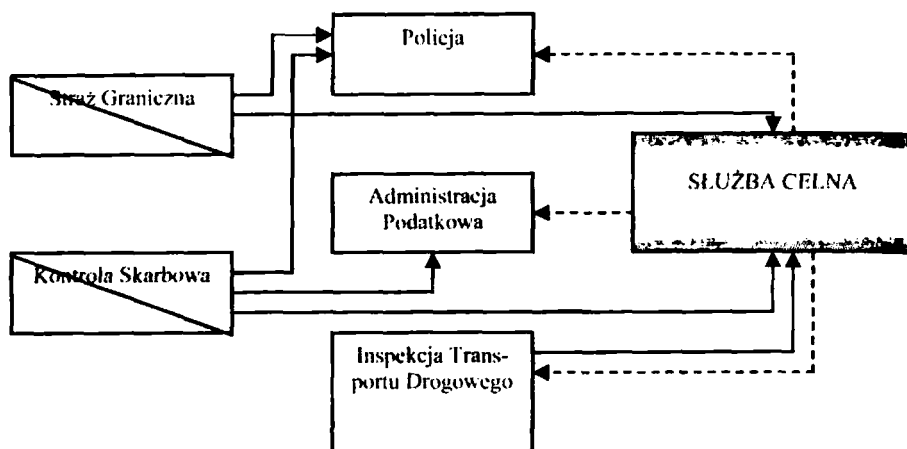 Policja
Straż Graniczna
SŁUŻBA CELNA
Administracja
Podatkowa
Kontrola Skarbowa
Inspekcja Trans-
portu Drogowego